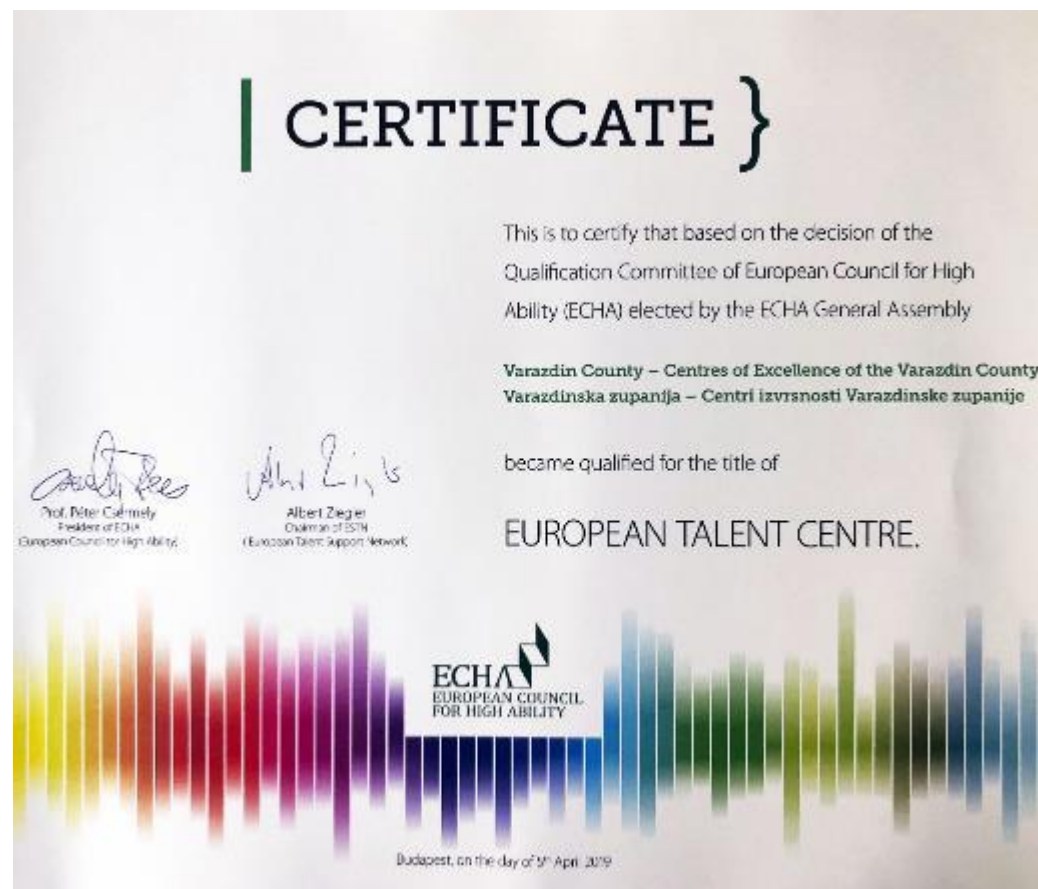 | CERTIFICATE }
This is to certify that based on the decision of the
Qualification Committee of European Council for High
Ability (ECHA) elected by the ECHA General Assembly
Varazdin County – Centres of Excellence of the Varazdin County
Varazdinska zupanija – Centri izvrsnosti Varazdinske zupanije
became qualified for the title of
EUROPEAN TALENT CENTRE.
Prof. Péter Csermely
President of ECHA
(European Council for High Ability)
Albert Ziegler
Chairman of ESTN
(European Talent Support Network)
ECHA
EUROPEAN COUNCIL
FOR HIGH ABILITY
Budapest, on the day of 5th April 2019